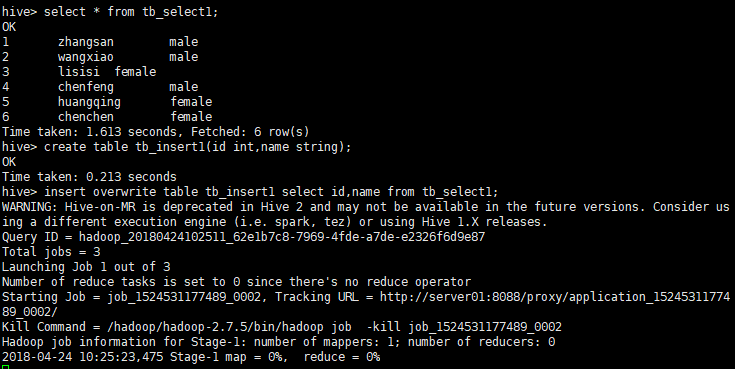 hive> select * from tb_select1;
OK
1       zhangsan        male
2       wangxiao        male
3       lisisi  female
4       chenfeng        male
5       huangqing       female
6       chenchen        female
Time taken: 1.613 seconds, Fetched: 6 row(s)
hive> create table tb_insert1(id int,name string);
OK
Time taken: 0.213 seconds
hive> insert overwrite table tb_insert1 select id,name from tb_select1;
WARNING: Hive-on-MR is deprecated in Hive 2 and may not be available in the future versions. Consider us
ing a different execution engine (i.e. spark, tez) or using Hive 1.X releases.
Query ID = hadoop_20180424102511_62e1b7c8-7969-4fde-a7de-e2326f6d9e87
Total jobs = 3
Launching Job 1 out of 3
Number of reduce tasks is set to 0 since there's no reduce operator
Starting Job = job_1524531177489_0002, Tracking URL = http://server01:8088/proxy/application_15245311774
89_0002/
Kill Command = /hadoop/hadoop-2.7.5/bin/hadoop job  -kill job_1524531177489_0002
Hadoop job information for Stage-1: number of mappers: 1; number of reducers: 0
2018-04-24 10:25:23,475 Stage-1 map = 0%,  reduce = 0%